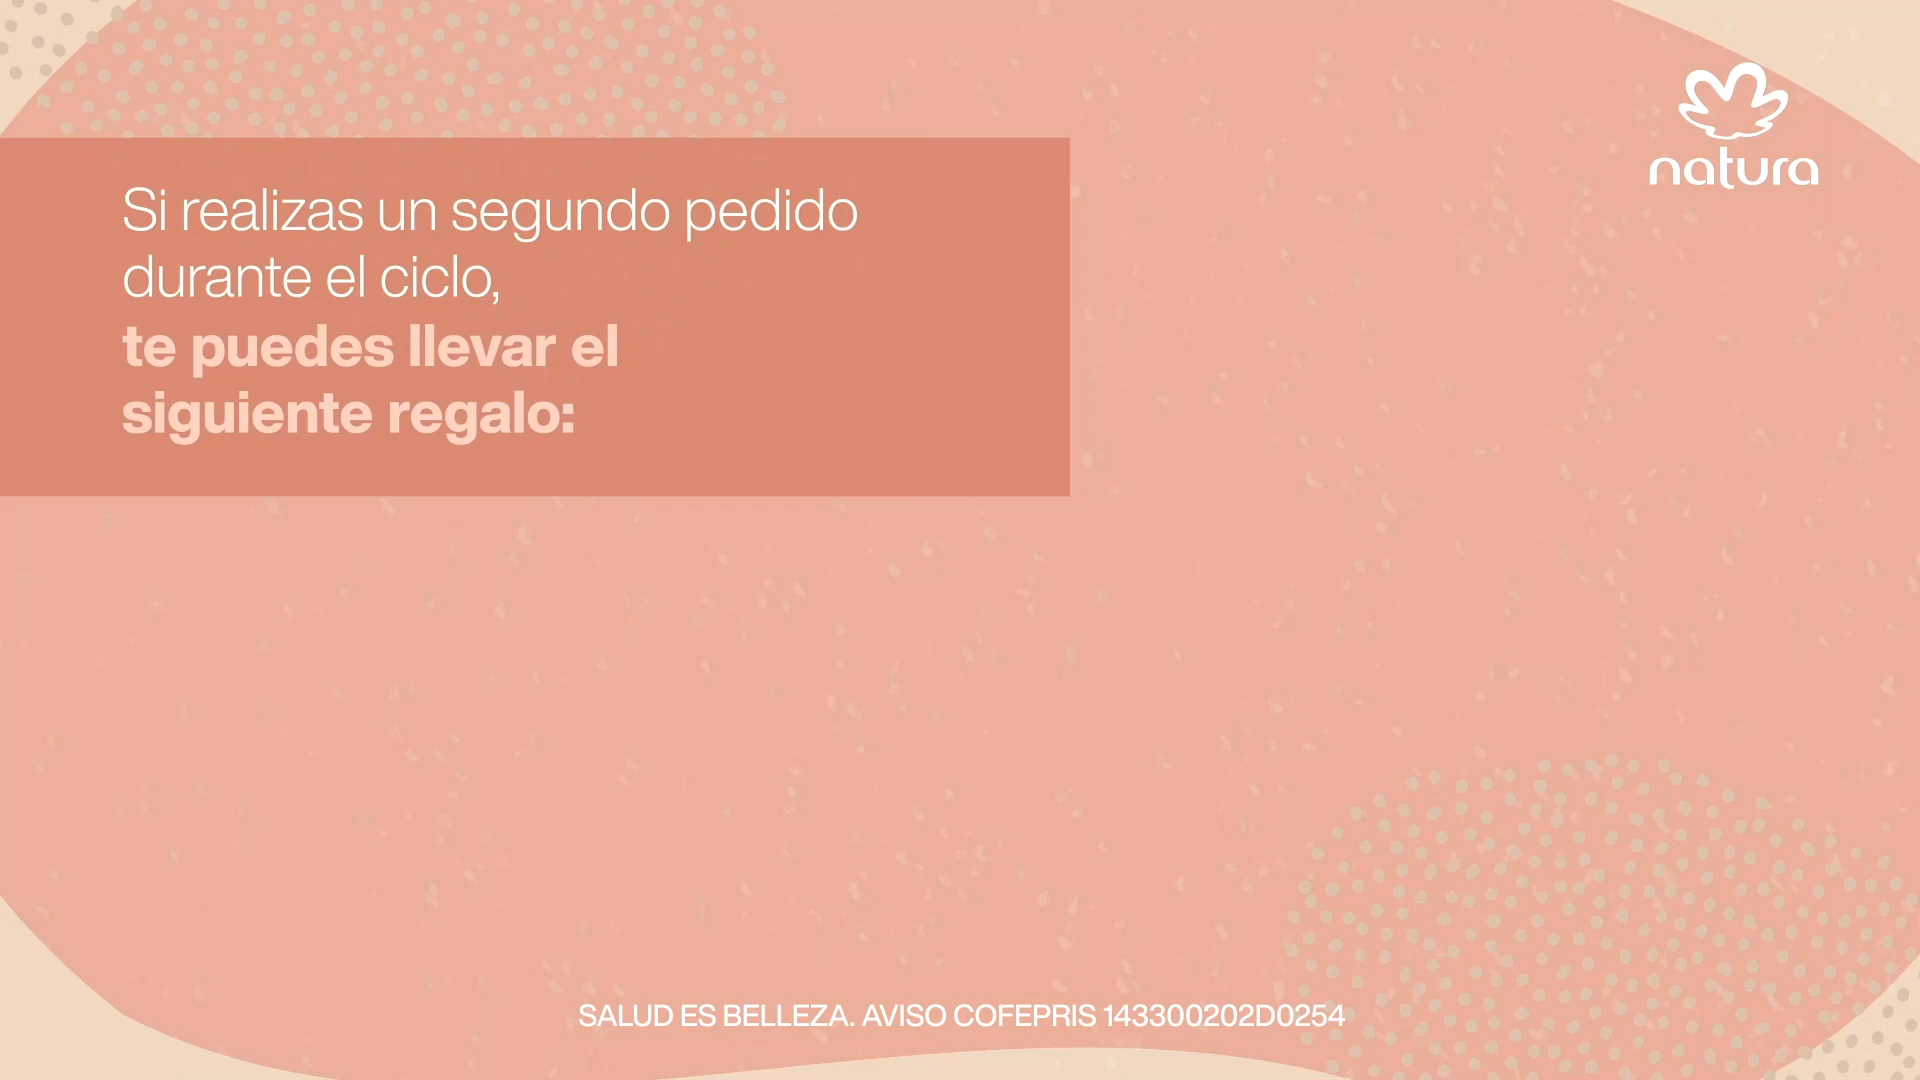 natura
Si realizas un segundo pedido
durante el ciclo,
te puedes llevar el
siguiente regalo:
SALUD ES BELLEZA. AVISO COFEPRIS 143300202D0254